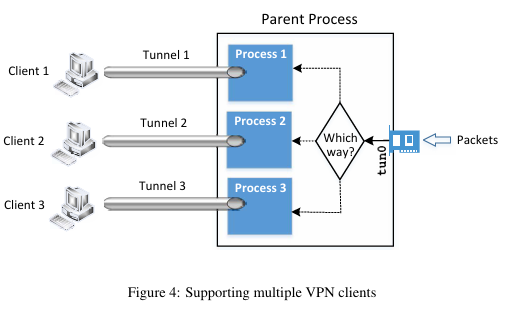 Parent Process
Client 1
Tunnel 1
Process 1
Client 2
Tunnel 2
Process 2
Which
way?
tun0
Packets
Client 3
Tunnel 3
Process 3
Figure 4: Supporting multiple VPN clients